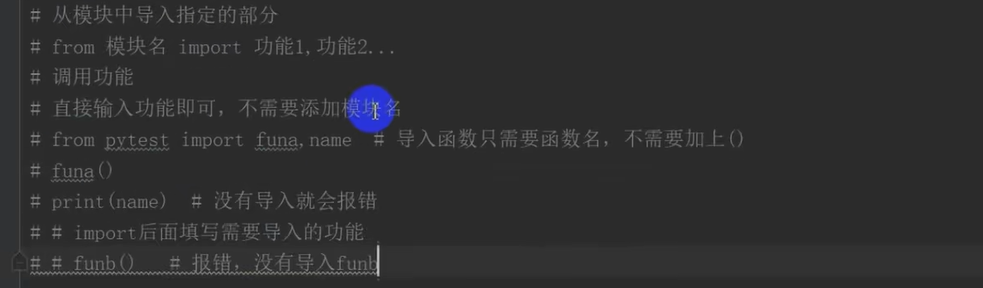 # 从模块中导入指定的部分
# from 模块名 import 功能1,功能2...
# 调用功能
# 直接输入功能即可，不需要添加模块名
# from pytest import funa,name  # 导入函数只需要函数名，不需要加上()
# funa()
# print(name)  # 没有导入就会报错
# # import后面填写需要导入的功能
# # funb()   # 报错，没有导入funb